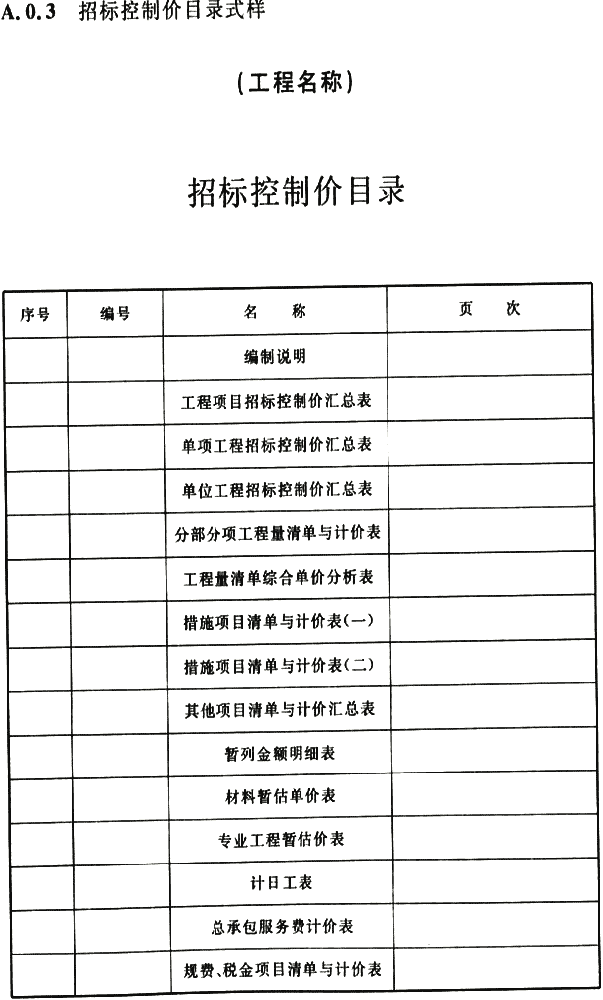 A.0.3 招标控制价目录式样
(工程名称)
招标控制价目录
序号 编号 名 称 页 次
编制说明
工程项目招标控制价汇总表
单项工程招标控制价汇总表
单位工程招标控制价汇总表
分部分项工程量清单与计价表
工程量清单综合单价分析表
措施项目清单与计价表(一)
措施项目清单与计价表(二)
其他项目清单与计价汇总表
暂列金额明细表
材料暂估单价表
专业工程暂估价表
计日工表
总承包服务费计价表
规费、税金项目清单与计价表